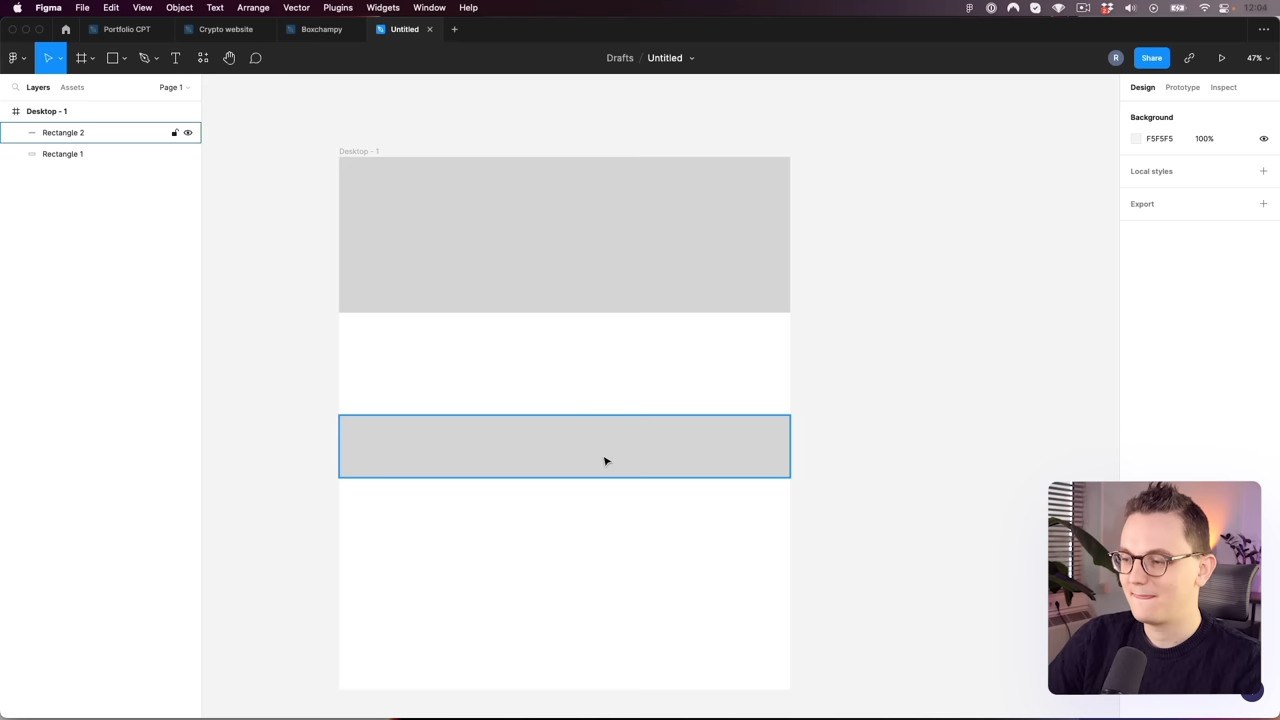 Figma File Edit View Object Text Arrange Vector Plugins Widgets Window Help 12:04
Portfolio CPT Crypto website Boxchampy Untitled
Drafts / Untitled R Share 47%
Layers Assets Page 1 Design Prototype Inspect
Desktop - 1
Rectangle 2
Rectangle 1
Desktop - 1
Background
F5F5F5 100%
Local styles
Export